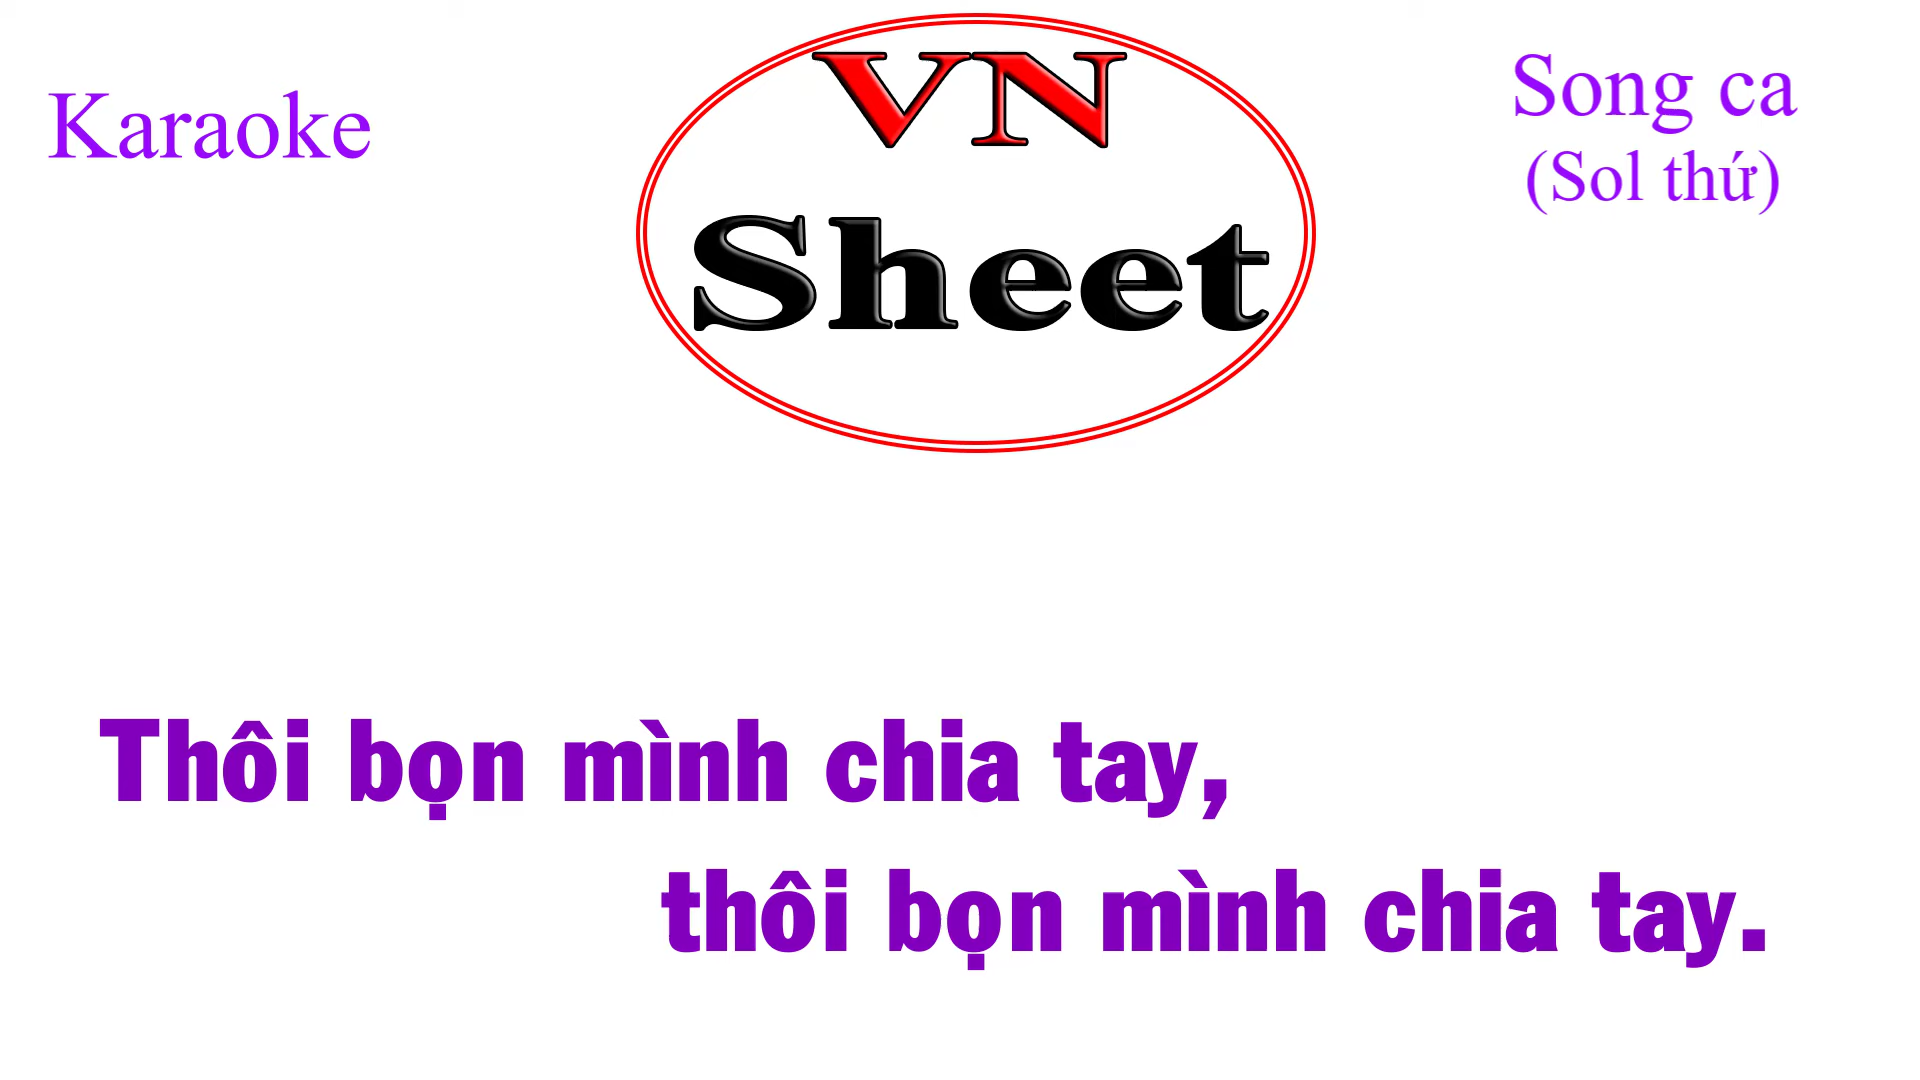 Karaoke
VN
Sheet
Song ca
(Sol thứ)
Thôi bọn mình chia tay,
thôi bọn mình chia tay.